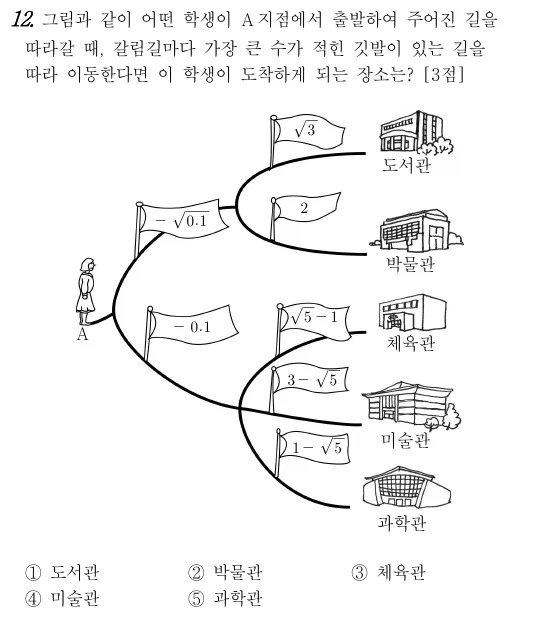 12. 그림과 같이 어떤 학생이 A 지점에서 출발하여 주어진 길을
따라갈 때, 갈림길마다 가장 큰 수가 적힌 깃발이 있는 길을
따라 이동한다면 이 학생이 도착하게 되는 장소는? [3점]
√3
도서관
− √0.1
2
박물관
A
− 0.1
√5 − 1
체육관
3 − √5
미술관
1 − √5
과학관
① 도서관 ② 박물관 ③ 체육관
④ 미술관 ⑤ 과학관